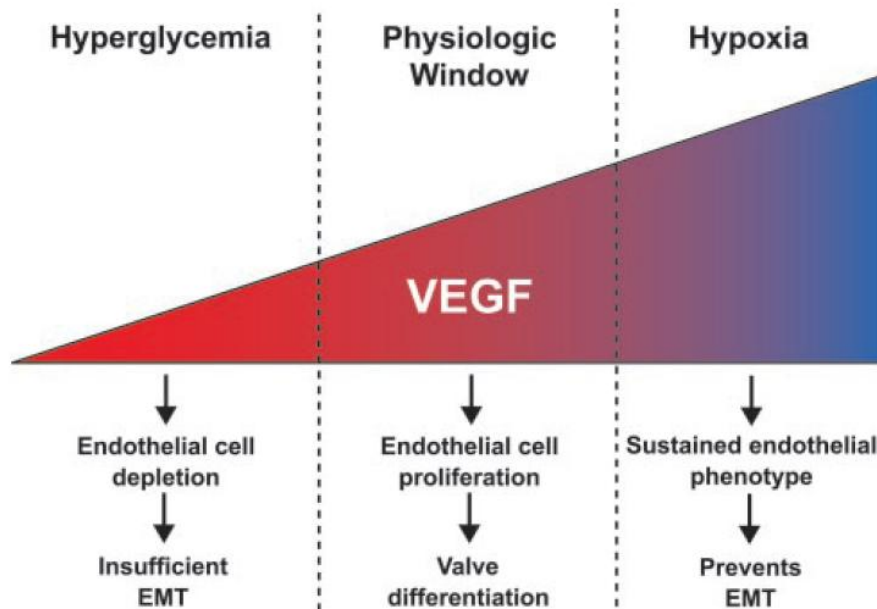 Hyperglycemia
Physiologic
Window
Hypoxia
VEGF
Endothelial cell
depletion
Endothelial cell
proliferation
Sustained endothelial
phenotype
Insufficient
EMT
Valve
differentiation
Prevents
EMT